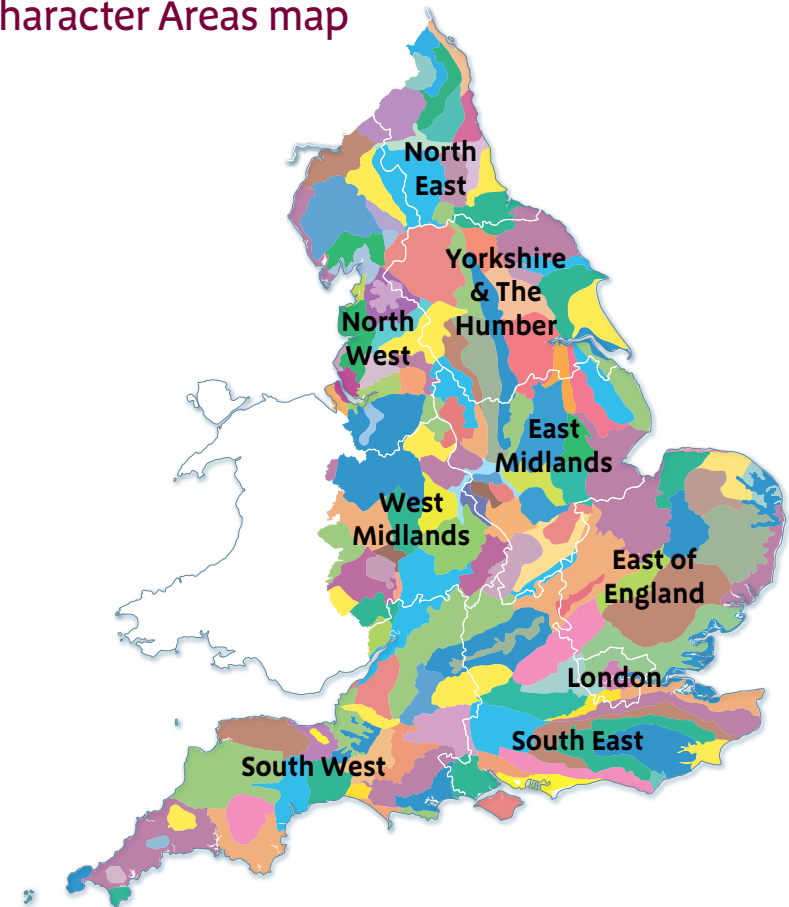 haracter Areas map
North
East
Yorkshire
& The
Humber
North
West
East
Midlands
West
Midlands
East of
England
London
South East
South West